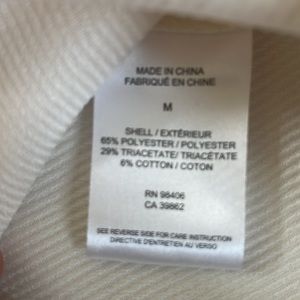 MADE IN CHINA
FABRIQUÉ EN CHINE
M
SHELL / EXTÉRIEUR
65% POLYESTER / POLYESTER
29% TRIACETATE/ TRIACÉTATE
6% COTTON / COTON
RN 98406
CA 39862
SEE REVERSE SIDE FOR CARE INSTRUCTION
DIRECTIVE D'ENTRETIEN AU VERSO